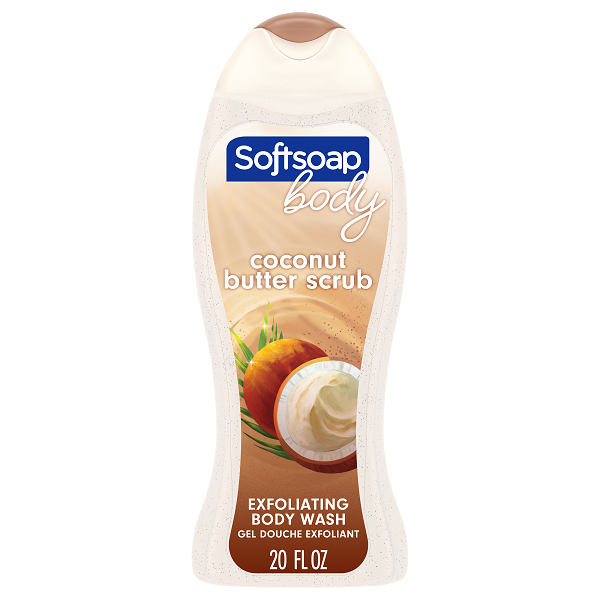 Softsoap
body
coconut
butter scrub
EXFOLIATING
BODY WASH
GEL DOUCHE EXFOLIANT
20 FL OZ